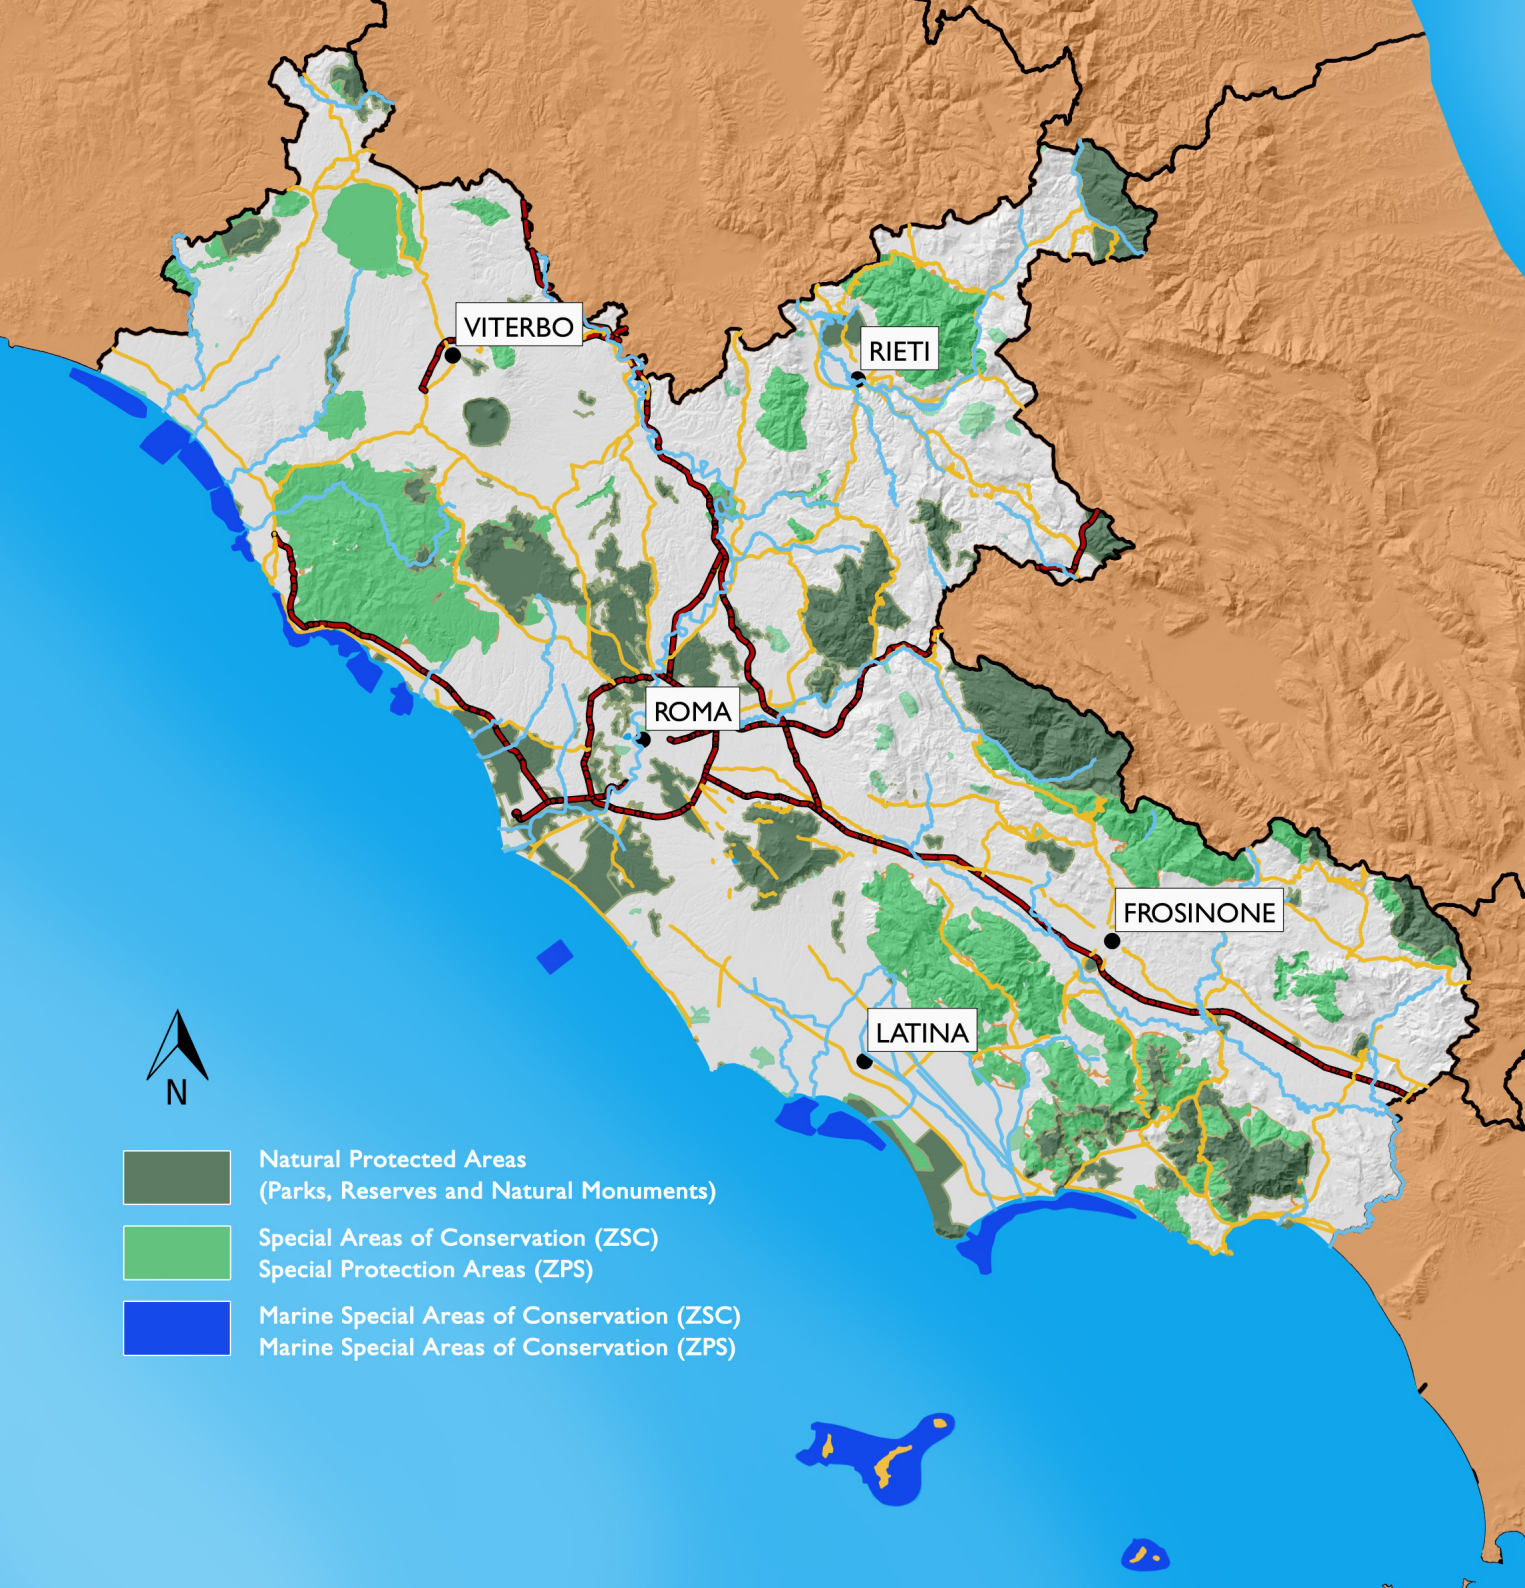 VITERBO
RIETI
ROMA
FROSINONE
LATINA
N
Natural Protected Areas
(Parks, Reserves and Natural Monuments)
Special Areas of Conservation (ZSC)
Special Protection Areas (ZPS)
Marine Special Areas of Conservation (ZSC)
Marine Special Areas of Conservation (ZPS)